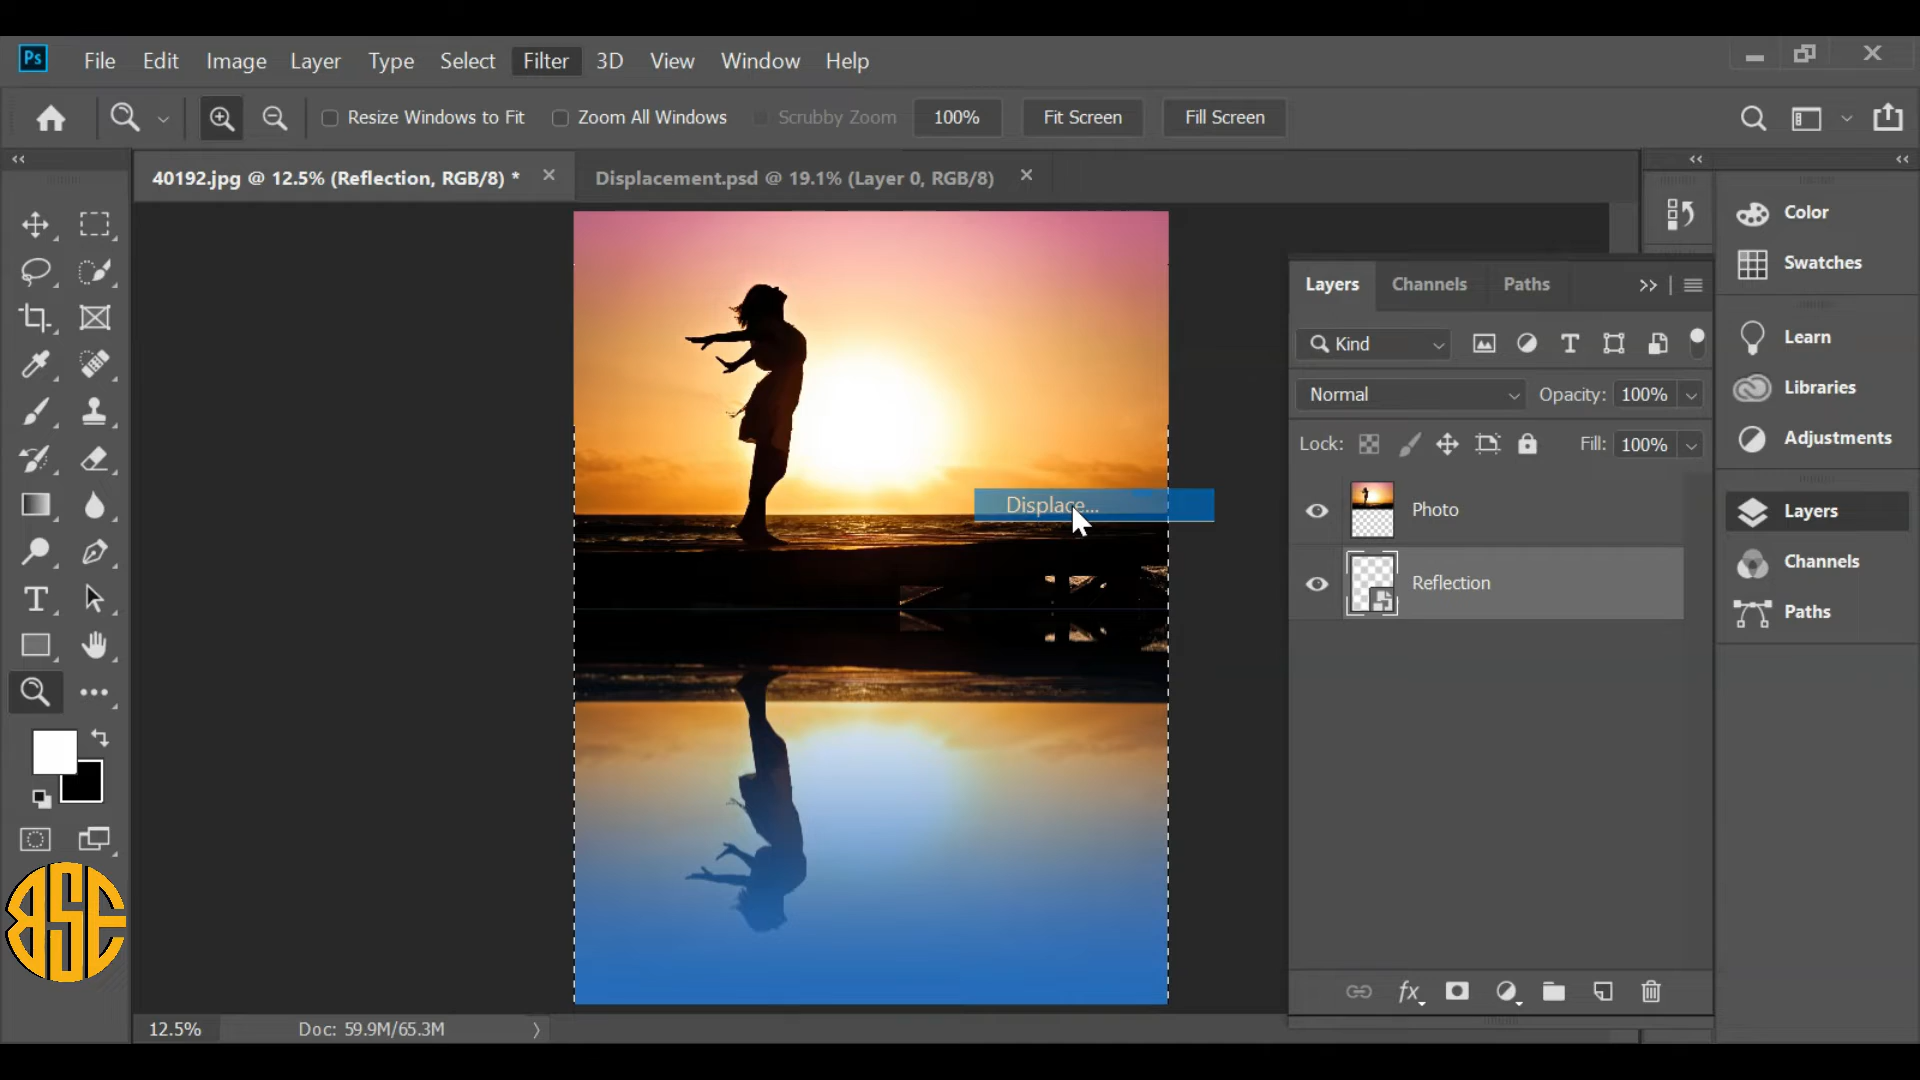 Ps File Edit Image Layer Type Select Filter 3D View Window Help
Resize Windows to Fit Zoom All Windows Scrubby Zoom 100% Fit Screen Fill Screen
40192.jpg @ 12.5% (Reflection, RGB/8) * Displacement.psd @ 19.1% (Layer 0, RGB/8)
Color
Swatches
Learn
Libraries
Adjustments
Layers
Channels
Paths
Layers Channels Paths
Kind
Normal Opacity: 100%
Lock: Fill: 100%
Photo
Reflection
fx
Displace...
T
BSE
12.5% Doc: 59.9M/65.3M